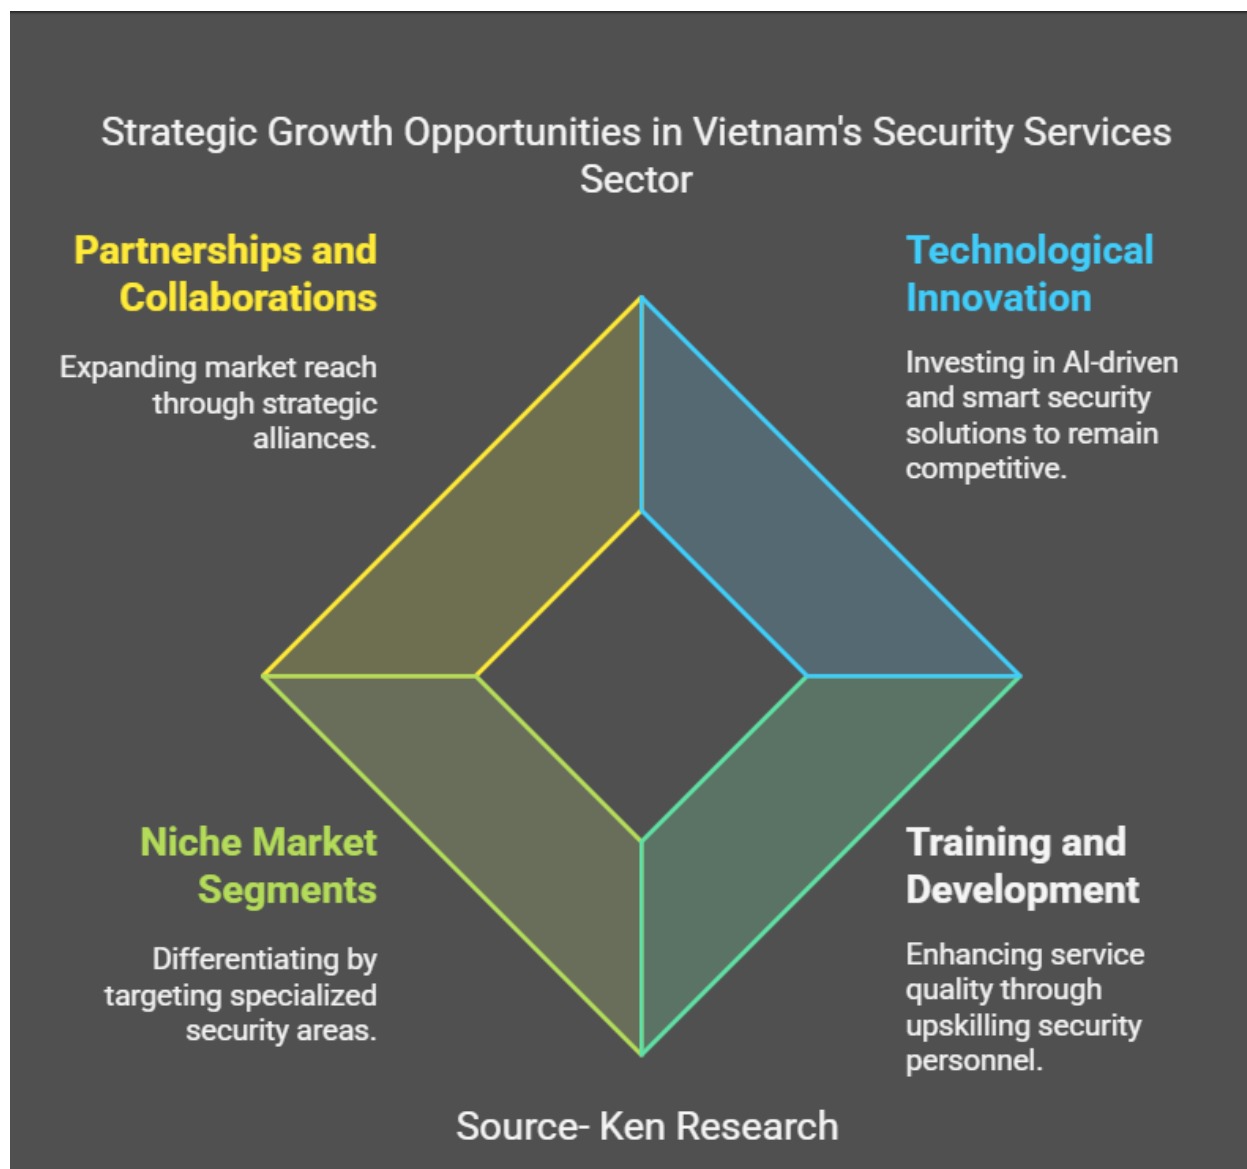 Strategic Growth Opportunities in Vietnam's Security Services
Sector
Partnerships and
Collaborations
Expanding market reach
through strategic
alliances.
Technological
Innovation
Investing in AI-driven
and smart security
solutions to remain
competitive.
Niche Market
Segments
Differentiating by
targeting specialized
security areas.
Training and
Development
Enhancing service
quality through
upskilling security
personnel.
Source- Ken Research